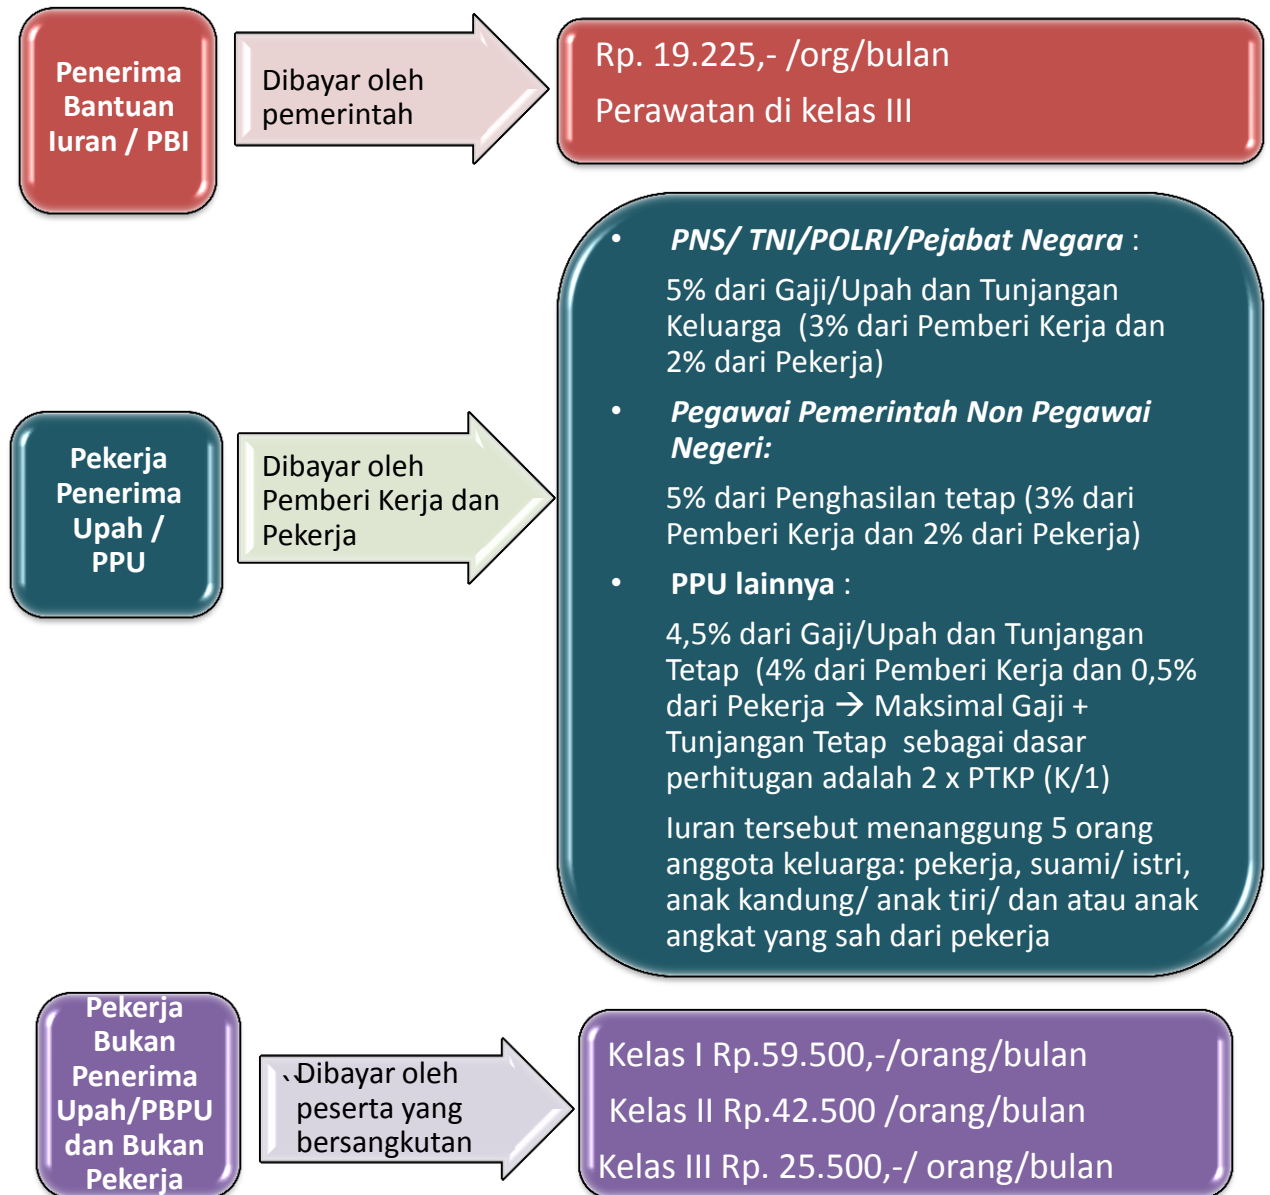 Penerima
Bantuan
Iuran / PBI
Dibayar oleh
pemerintah
Rp. 19.225,- /org/bulan
Perawatan di kelas III
Pekerja
Penerima
Upah /
PPU
Dibayar oleh
Pemberi Kerja dan
Pekerja
• PNS/ TNI/POLRI/Pejabat Negara :
5% dari Gaji/Upah dan Tunjangan
Keluarga (3% dari Pemberi Kerja dan
2% dari Pekerja)
• Pegawai Pemerintah Non Pegawai
Negeri:
5% dari Penghasilan tetap (3% dari
Pemberi Kerja dan 2% dari Pekerja)
• PPU lainnya :
4,5% dari Gaji/Upah dan Tunjangan
Tetap (4% dari Pemberi Kerja dan 0,5%
dari Pekerja → Maksimal Gaji +
Tunjangan Tetap sebagai dasar
perhitugan adalah 2 x PTKP (K/1)
Iuran tersebut menanggung 5 orang
anggota keluarga: pekerja, suami/ istri,
anak kandung/ anak tiri/ dan atau anak
angkat yang sah dari pekerja
Pekerja
Bukan
Penerima
Upah/PBPU
dan Bukan
Pekerja
``Dibayar oleh
peserta yang
bersangkutan
Kelas I Rp.59.500,-/orang/bulan
Kelas II Rp.42.500 /orang/bulan
Kelas III Rp. 25.500,-/ orang/bulan